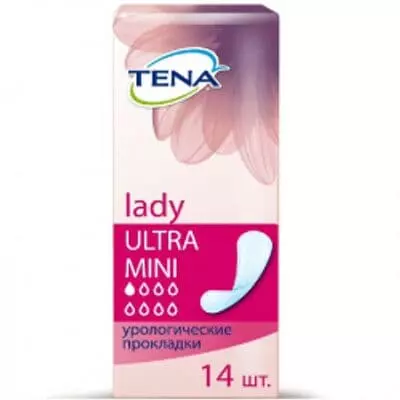 TENA
lady
ULTRA
MINI
урологические
прокладки
14 шт.